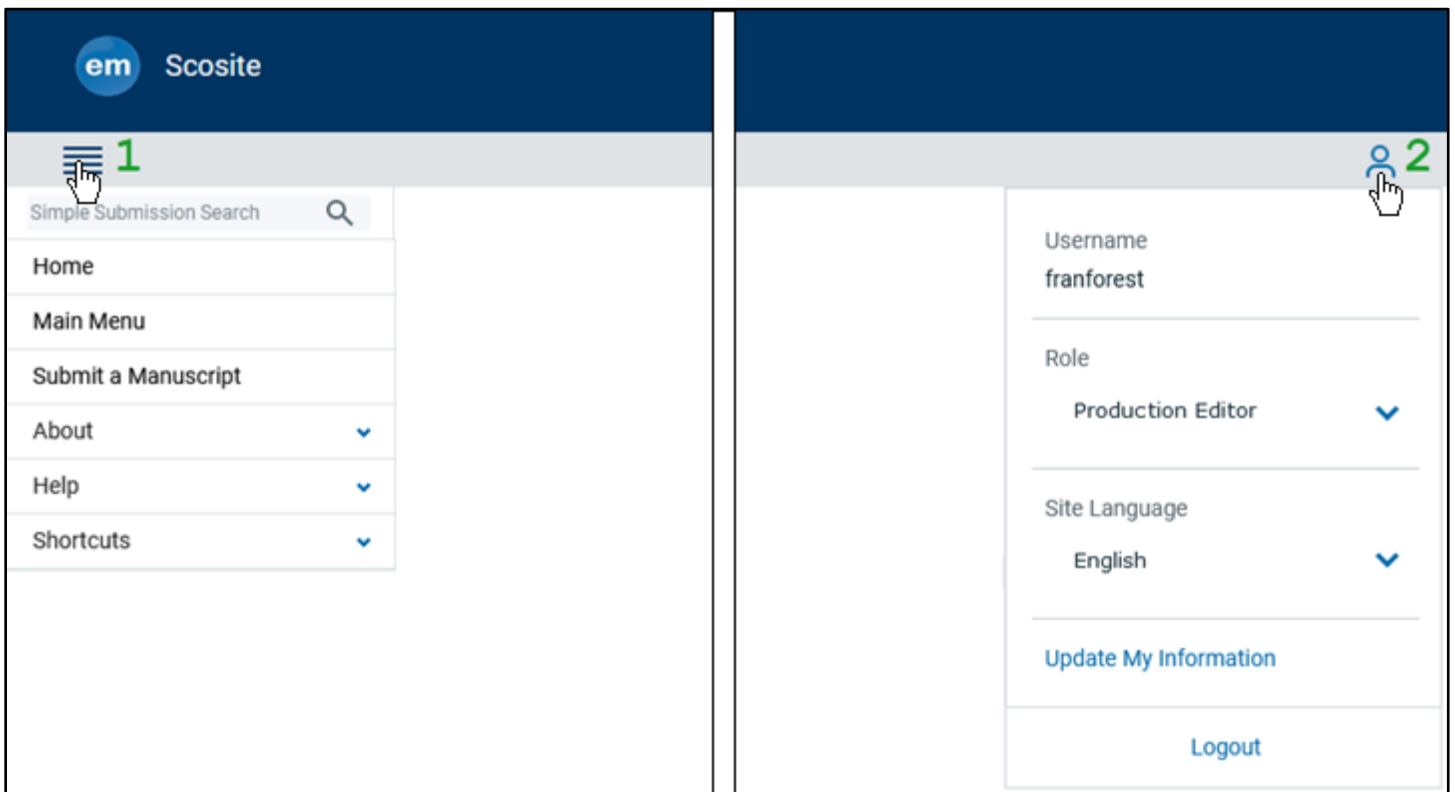 em Scosite
1
Simple Submission Search
Home
Main Menu
Submit a Manuscript
About
Help
Shortcuts
2
Username
franforest
Role
Production Editor
Site Language
English
Update My Information
Logout